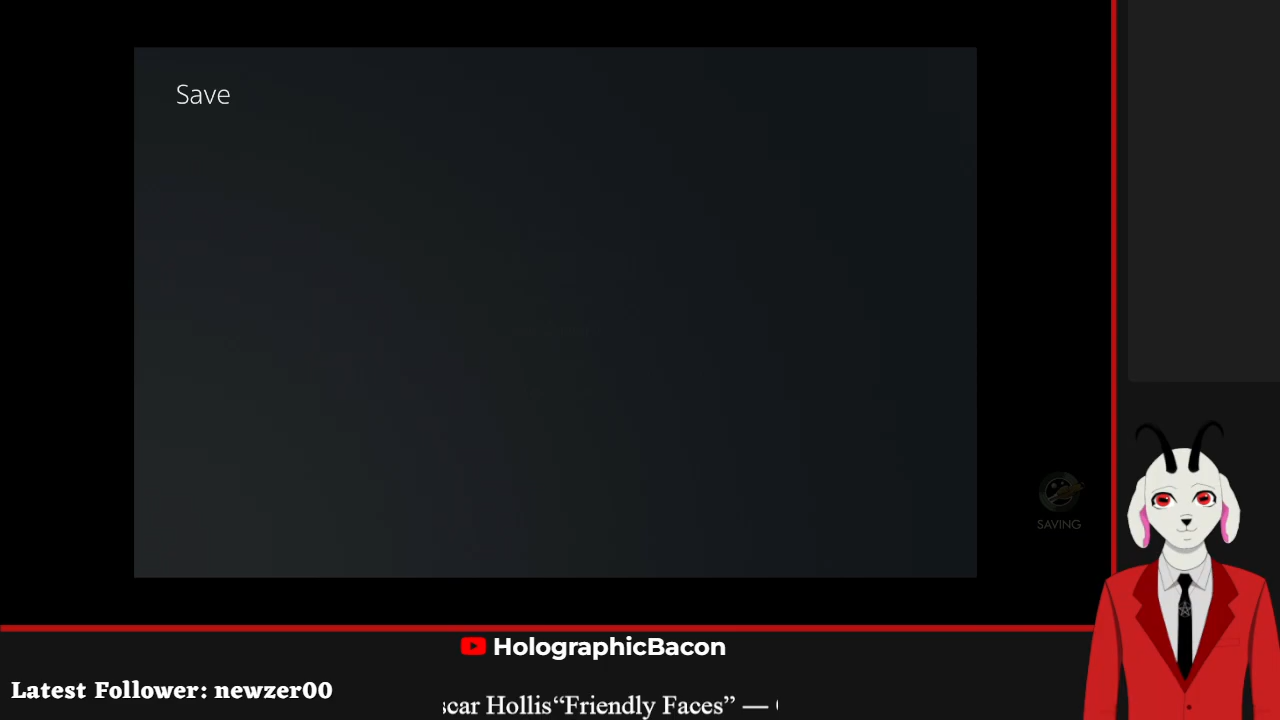 Save
SAVING
HolographicBacon
Latest Follower: newzer00
Hollis“Friendly Faces” —